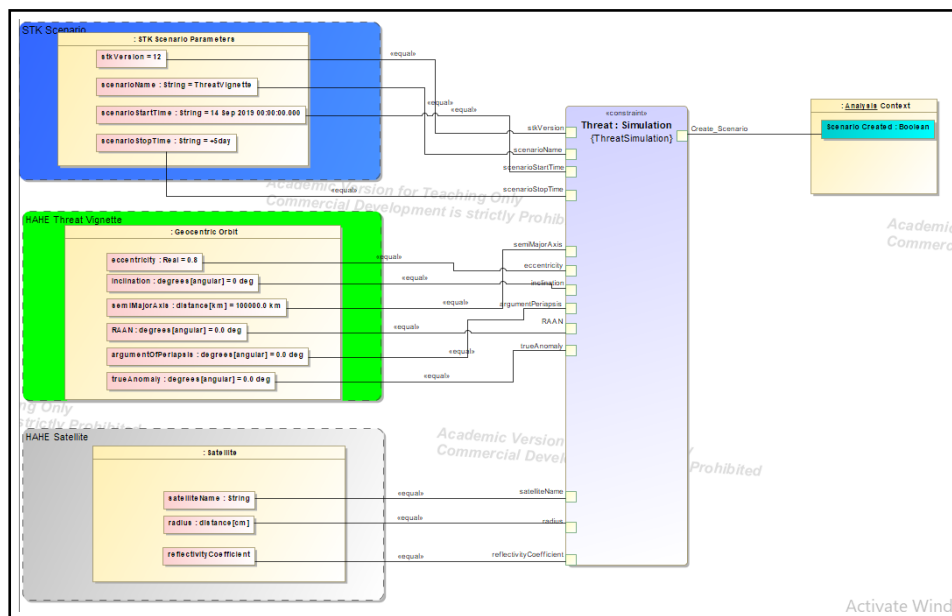 STK Scenario
: STK Scenario Parameters
stkVersion = 12
scenarioName : String = ThreatVignette
scenarioStartTime : String = 14 Sep 2019 00:00:00.000
scenarioStopTime : String = +5day
«equal»
«equal»
«equal»
«equal»
Academic Version for Teaching Only
Commercial Development is strictly Prohib
HAHE Threat Vignette
: Geocentric Orbit
eccentricity : Real = 0.8
inclination : degrees[angular] = 0 deg
semiMajorAxis : distance[km] = 100000.0 km
RAAN : degrees[angular] = 0.0 deg
argumentOfPeriapsis : degrees[angular] = 0.0 deg
trueAnomaly : degrees[angular] = 0.0 deg
«equal»
«equal»
«equal»
«equal»
«equal»
«equal»
ing Only
strictly Prohibited
HAHE Satellite
: Satellite
satelliteName : String
radius : distance[cm]
reflectivityCoefficient
«equal»
«equal»
«equal»
Academic Version
Commercial Devel
y
Prohibited
«constraint»
Threat : Simulation
{ThreatSimulation}
stkVersion
scenarioName
scenarioStartTime
scenarioStopTime
semiMajorAxis
eccentricity
inclination
argumentPeriapsis
RAAN
trueAnomaly
satelliteName
radius
reflectivityCoefficient
Create_Scenario
: Analysis Context
Scenario Created : Boolean
Academic
Commerc
Activate Wind